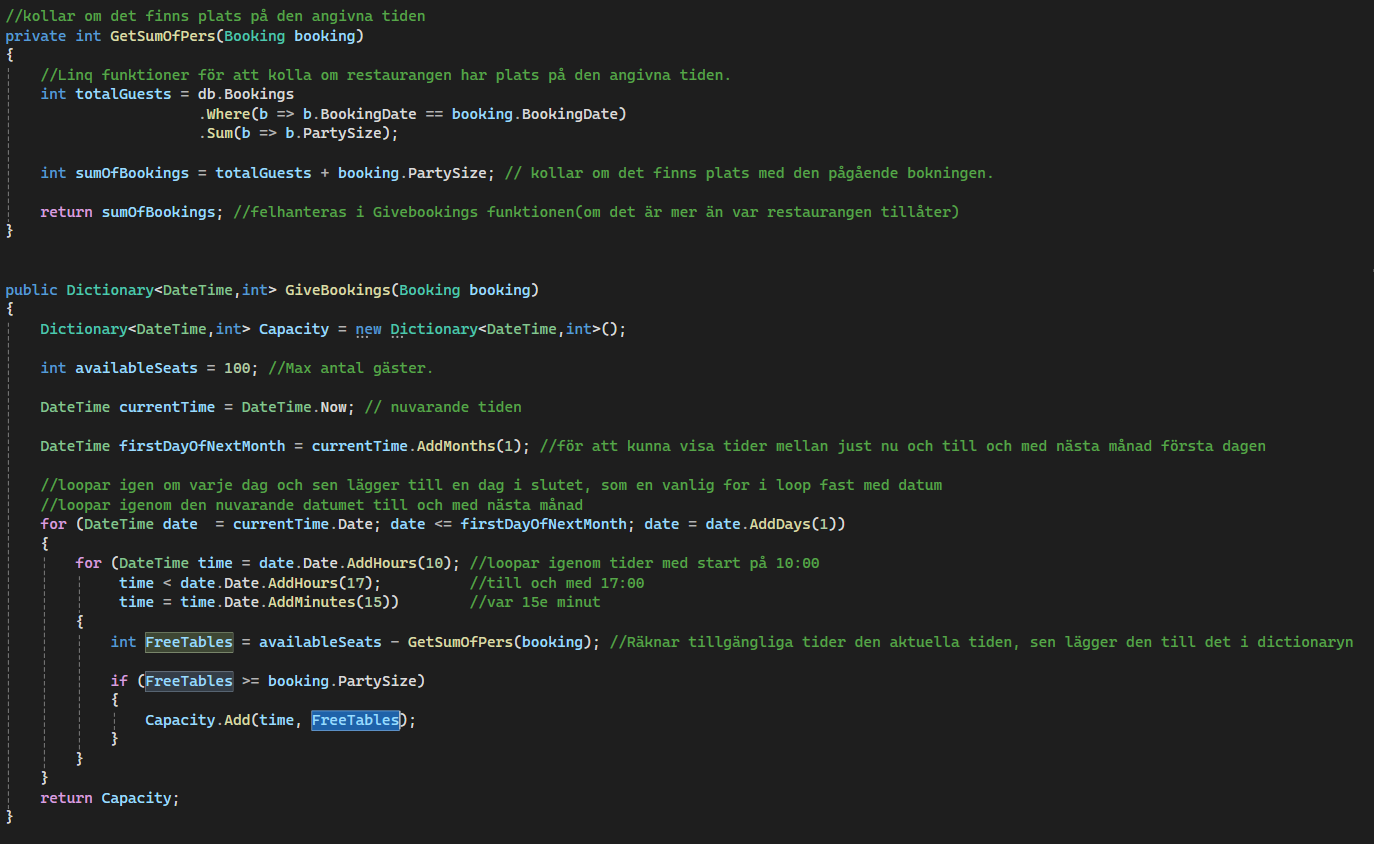 //kollar om det finns plats på den angivna tiden
private int GetSumOfPers(Booking booking)
{
//Linq funktioner för att kolla om restaurangen har plats på den angivna tiden.
int totalGuests = db.Bookings
.Where(b => b.BookingDate == booking.BookingDate)
.Sum(b => b.PartySize);
int sumOfBookings = totalGuests + booking.PartySize; // kollar om det finns plats med den pågående bokningen.
return sumOfBookings; //felhanteras i Givebookings funktionen(om det är mer än var restaurangen tillåter)
}
public Dictionary<DateTime,int> GiveBookings(Booking booking)
{
Dictionary<DateTime,int> Capacity = new Dictionary<DateTime,int>();
int availableSeats = 100; //Max antal gäster.
DateTime currentTime = DateTime.Now; // nuvarande tiden
DateTime firstDayOfNextMonth = currentTime.AddMonths(1); //för att kunna visa tider mellan just nu och till och med nästa månad första dagen
//loopar igen om varje dag och sen lägger till en dag i slutet, som en vanlig for i loop fast med datum
//loopar igenom den nuvarande datumet till och med nästa månad
for (DateTime date  = currentTime.Date; date <= firstDayOfNextMonth; date = date.AddDays(1))
{
for (DateTime time = date.Date.AddHours(10); //loopar igenom tider med start på 10:00
time < date.Date.AddHours(17); //till och med 17:00
time = time.Date.AddMinutes(15)) //var 15e minut
{
int FreeTables = availableSeats - GetSumOfPers(booking); //Räknar tillgängliga tider den aktuella tiden, sen lägger den till det i dictionaryn
if (FreeTables >= booking.PartySize)
{
Capacity.Add(time, FreeTables);
}
}
}
return Capacity;
}